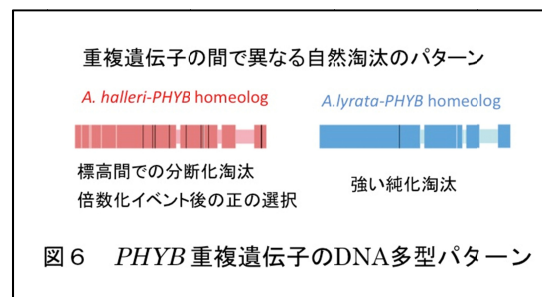 重複遺伝子の間で異なる自然淘汰のパターン
A. halleri-PHYB homeolog
A.lyrata-PHYB homeolog
標高間での分断化淘汰
倍数化イベント後の正の選択
強い純化淘汰
図6 PHYB 重複遺伝子のDNA多型パターン